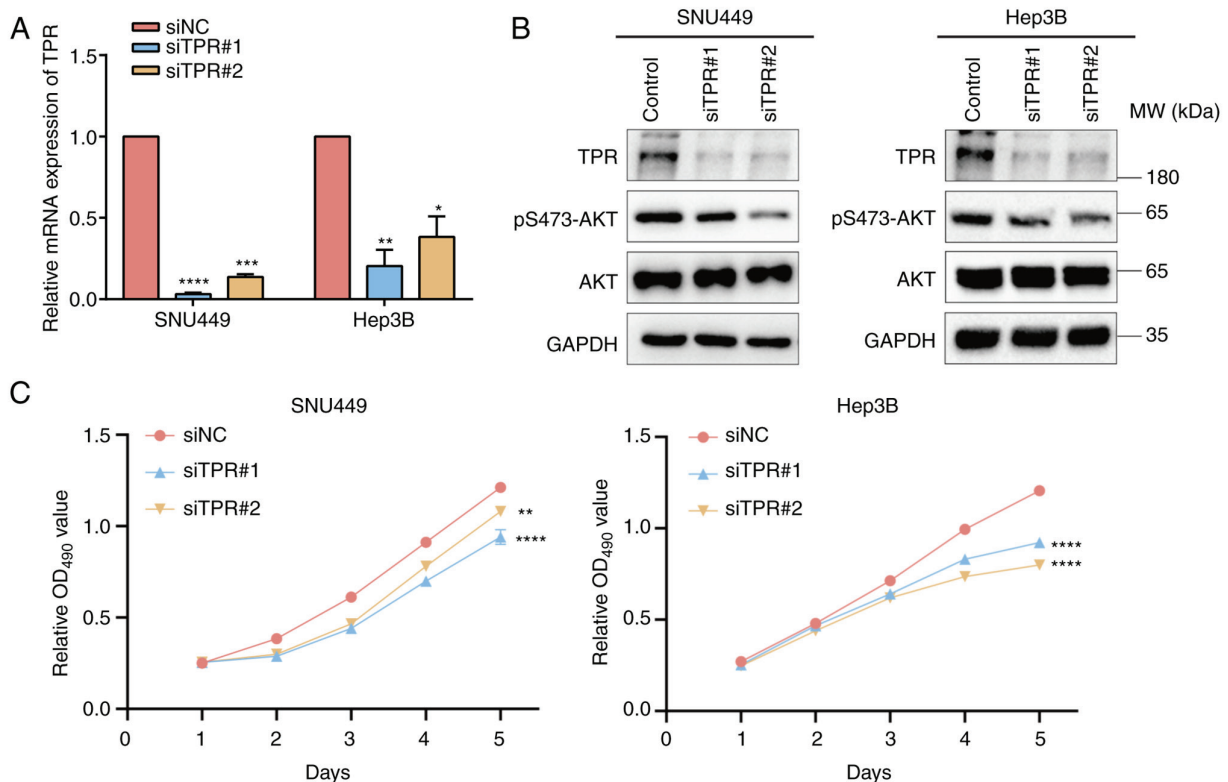 A
siNC
siTPR#1
siTPR#2
Relative mRNA expression of TPR
1.5
1.0
0.5
0.0
****
***
**
*
SNU449
Hep3B
B
SNU449
Hep3B
Control
siTPR#1
siTPR#2
Control
siTPR#1
siTPR#2
MW (kDa)
TPR
TPR
180
pS473-AKT
pS473-AKT
65
AKT
AKT
65
GAPDH
GAPDH
35
C
SNU449
siNC
siTPR#1
siTPR#2
Relative OD490 value
1.5
1.0
0.5
0.0
**
****
0 1 2 3 4 5
Days
Hep3B
siNC
siTPR#1
siTPR#2
Relative OD490 value
1.5
1.0
0.5
0.0
****
****
0 1 2 3 4 5
Days